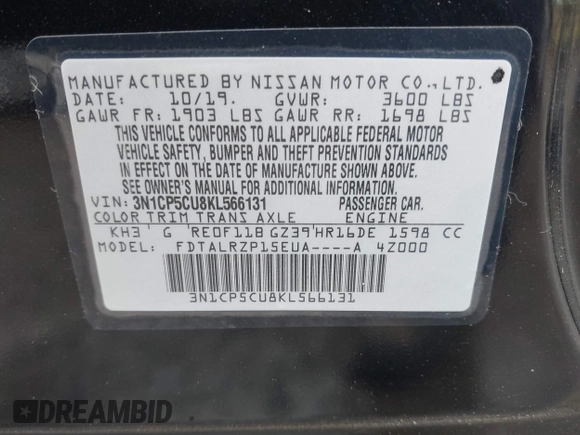 MANUFACTURED BY NISSAN MOTOR CO.,LTD.
DATE: 10/19. GVWR: 3600 LBS
GAWR FR: 1903 LBS GAWR RR: 1698 LBS
THIS VEHICLE CONFORMS TO ALL APPLICABLE FEDERAL MOTOR
VEHICLE SAFETY, BUMPER AND THEFT PREVENTION STANDARDS
IN EFFECT ON THE DATE OF MANUFACTURE SHOWN ABOVE.
SEE OWNER'S MANUAL FOR ADDITIONAL INFORMATION.
VIN: 3N1CP5CU8KL566131 PASSENGER CAR.
COLOR TRIM TRANS AXLE ENGINE
KH3' G 'RE0F11B GZ39'HR16DE 1598 CC
MODEL: FDTALRZP15EUA----A 4Z000
3N1CP5CU8KL566131
DREAMBID